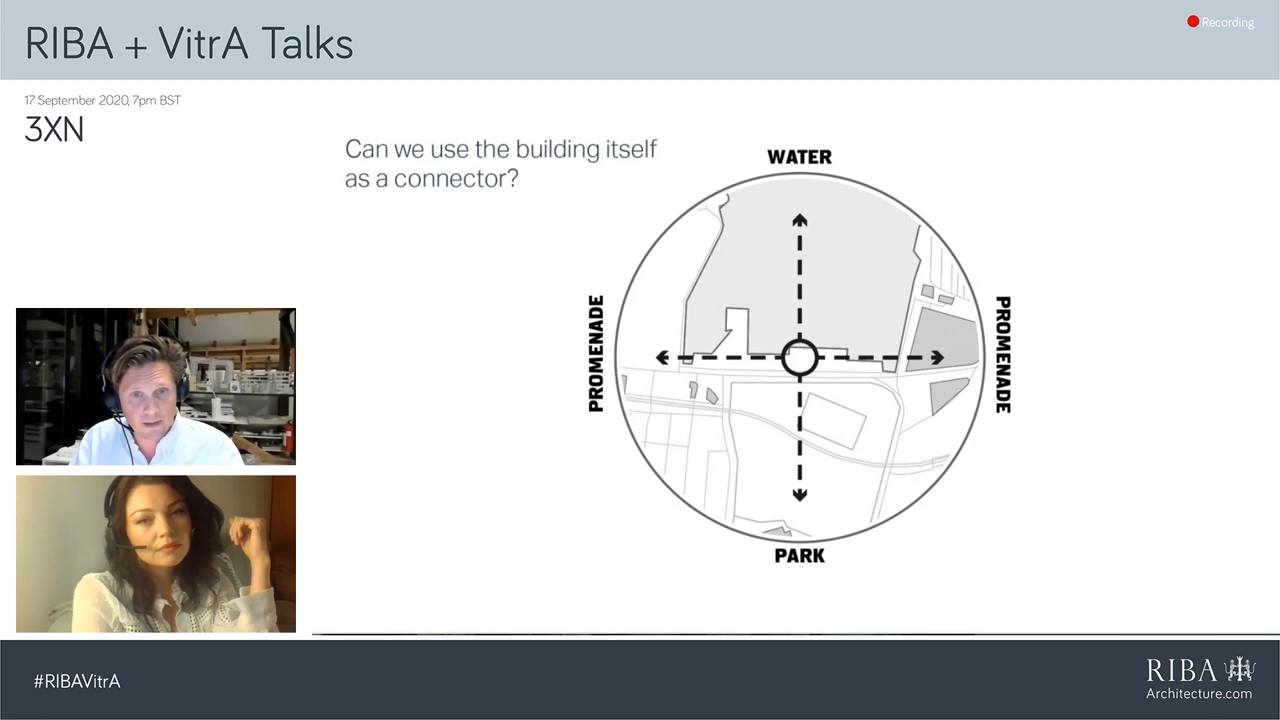 RIBA + VitrA Talks
Recording
17 September 2020, 7pm BST
3XN
Can we use the building itself
as a connector?
WATER
PROMENADE
PROMENADE
PARK
#RIBAVitrA
RIBA
Architecture.com